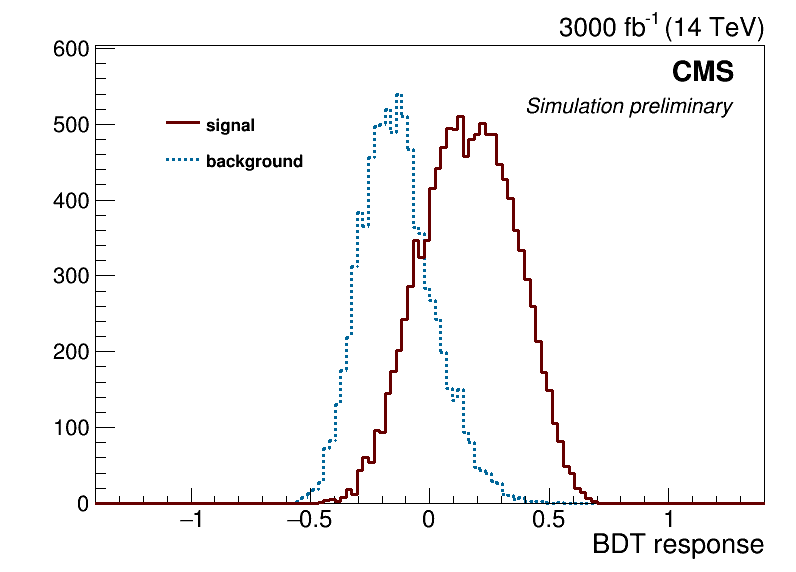 3000 fb-1 (14 TeV)
CMS
Simulation preliminary
signal
background
600
500
400
300
200
100
0
−1 −0.5 0 0.5 1
BDT response